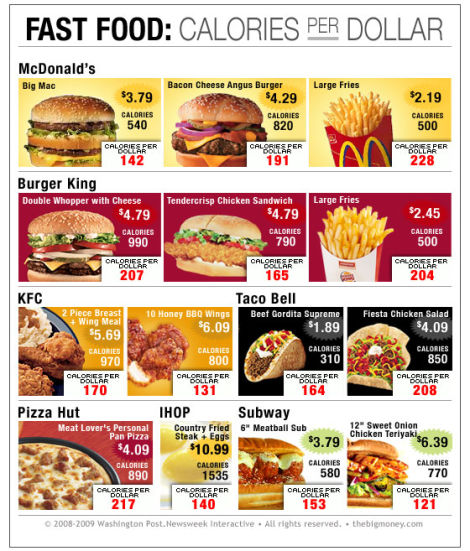 FAST FOOD: CALORIES PER DOLLAR
McDonald's
Big Mac
$3.79
CALORIES
540
CALORIES PER
DOLLAR
142
Bacon Cheese Angus Burger
$4.29
CALORIES
820
CALORIES PER
DOLLAR
191
Large Fries
$2.19
CALORIES
500
CALORIES PER
DOLLAR
228
Burger King
Double Whopper with Cheese
$4.79
CALORIES
990
CALORIES PER
DOLLAR
207
Tendercrisp Chicken Sandwich
$4.79
CALORIES
790
CALORIES PER
DOLLAR
165
Large Fries
$2.45
CALORIES
500
CALORIES PER
DOLLAR
204
KFC
2 Piece Breast
+ Wing Meal
$5.69
CALORIES
970
CALORIES PER
DOLLAR
170
10 Honey BBQ Wings
$6.09
CALORIES
800
CALORIES PER
DOLLAR
131
Taco Bell
Beef Gordita Supreme
$1.89
CALORIES
310
CALORIES PER
DOLLAR
164
Fiesta Chicken Salad
$4.09
CALORIES
850
CALORIES PER
DOLLAR
208
Pizza Hut
Meat Lover's Personal
Pan Pizza
$4.09
CALORIES
890
CALORIES PER
DOLLAR
217
IHOP
Country Fried
Steak + Eggs
$10.99
CALORIES
1535
CALORIES PER
DOLLAR
140
Subway
6" Meatball Sub
$3.79
CALORIES
580
CALORIES PER
DOLLAR
153
12" Sweet Onion
Chicken Teriyaki
$6.39
CALORIES
770
CALORIES PER
DOLLAR
121
© 2008-2009 Washington Post.Newsweek Interactive • All rights reserved. • thebigmoney.com